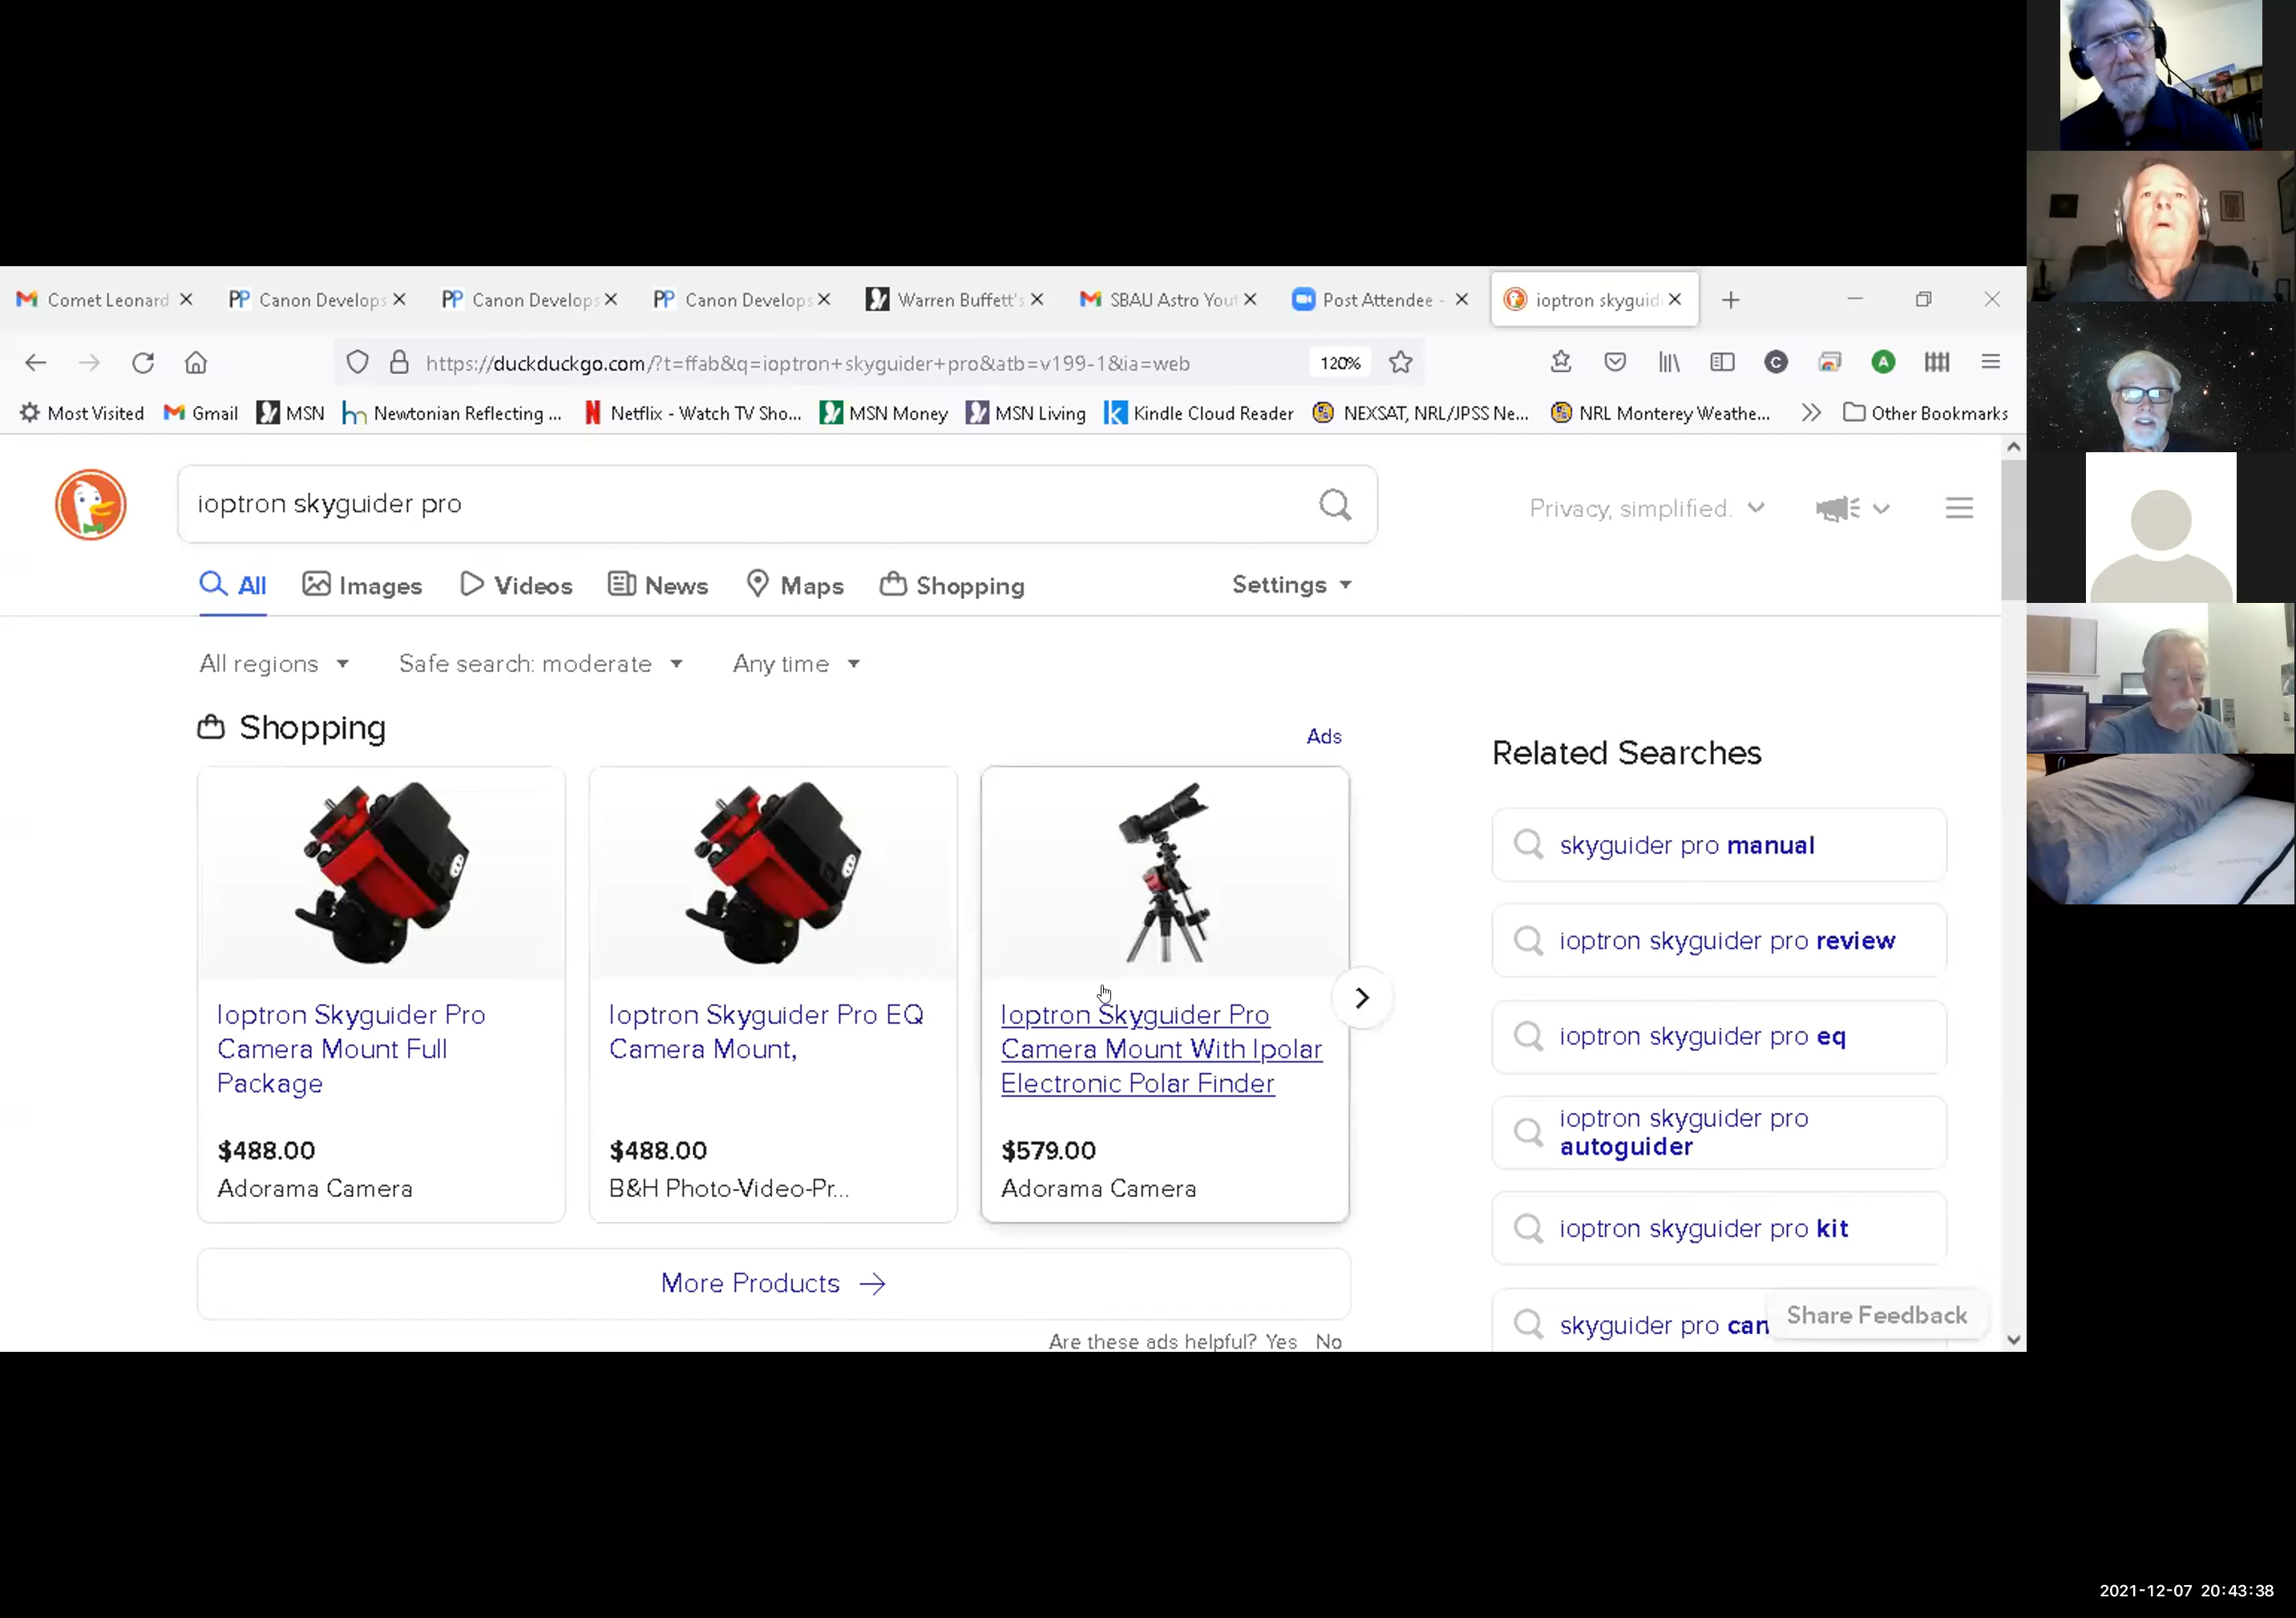 Comet Leonard
Canon Develops
Canon Develops
Canon Develops
Warren Buffett's
SBAU Astro You
Post Attendee -
ioptron skyguid
https://duckduckgo.com/?t=ffab&q=ioptron+skyguider+pro&atb=v199-1&ia=web
120%
C
A
Most Visited
Gmail
MSN
Newtonian Reflecting ...
Netflix - Watch TV Sho...
MSN Money
MSN Living
Kindle Cloud Reader
NEXSAT, NRL/JPSS Ne...
NRL Monterey Weathe...
Other Bookmarks
ioptron skyguider pro
Privacy, simplified.
All
Images
Videos
News
Maps
Shopping
Settings
All regions
Safe search: moderate
Any time
Shopping
Ads
Ioptron Skyguider Pro
Camera Mount Full
Package
$488.00
Adorama Camera
Ioptron Skyguider Pro EQ
Camera Mount,
$488.00
B&H Photo-Video-Pr...
Ioptron Skyguider Pro
Camera Mount With Ipolar
Electronic Polar Finder
$579.00
Adorama Camera
More Products
Are these ads helpful? Yes No
Related Searches
skyguider pro manual
ioptron skyguider pro review
ioptron skyguider pro eq
ioptron skyguider pro
autoguider
ioptron skyguider pro kit
skyguider pro can
Share Feedback
2021-12-07 20:43:38